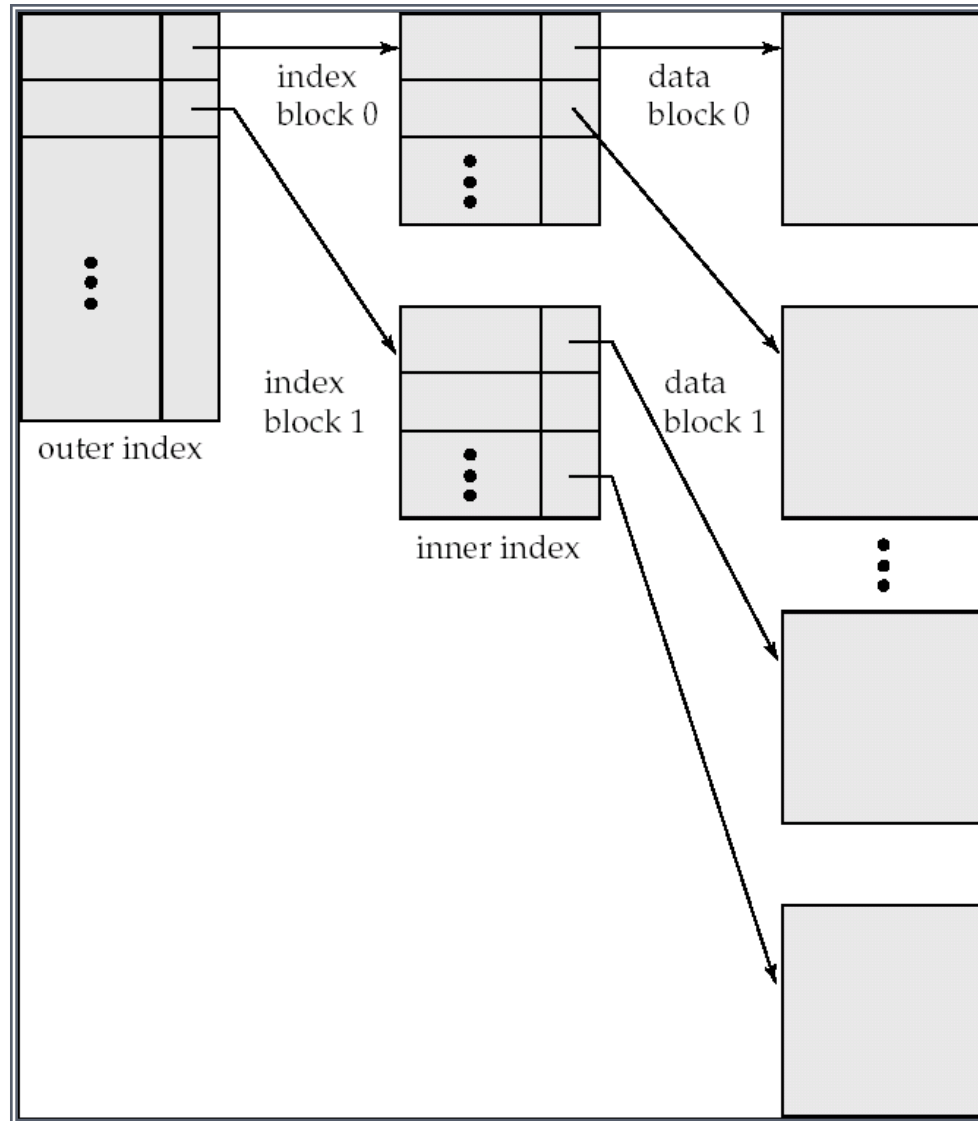 index
block 0
data
block 0
index
block 1
data
block 1
outer index
inner index